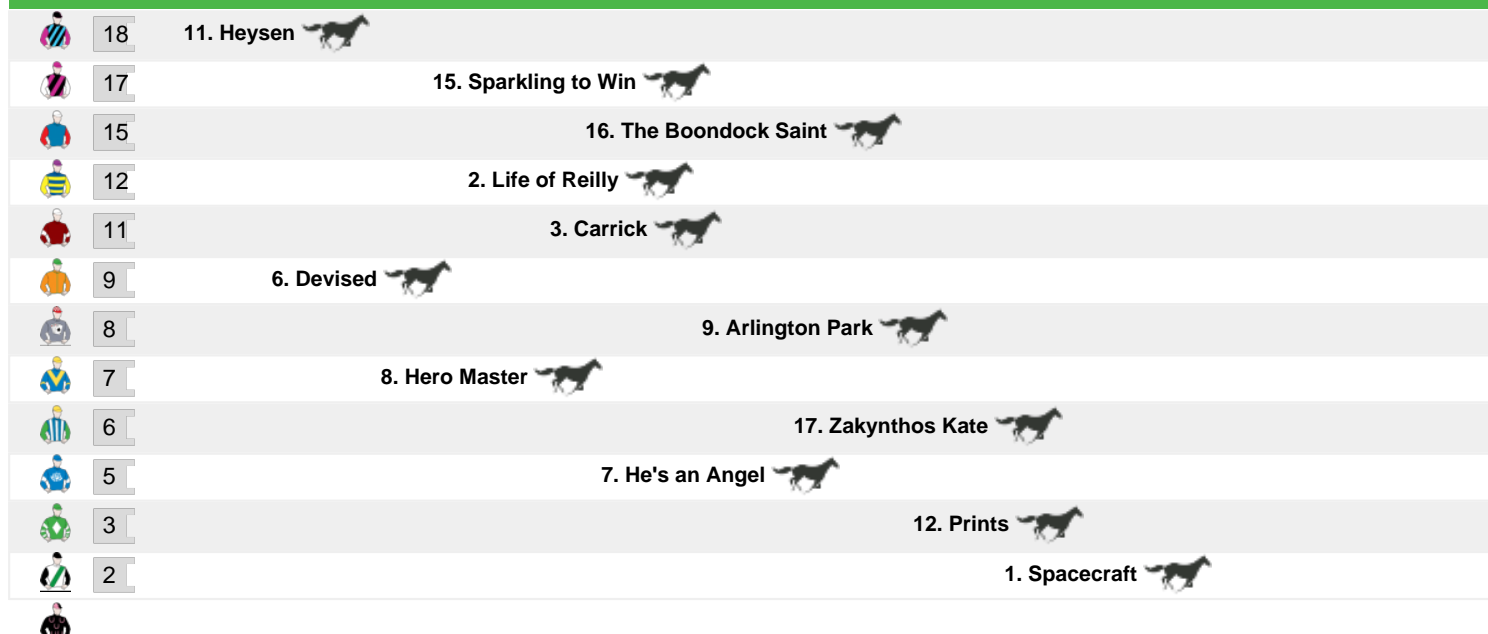 18 11. Heysen
17 15. Sparkling to Win
15 16. The Boondock Saint
12 2. Life of Reilly
11 3. Carrick
9 6. Devised
8 9. Arlington Park
7 8. Hero Master
6 17. Zakynthos Kate
5 7. He's an Angel
3 12. Prints
2 1. Spacecraft